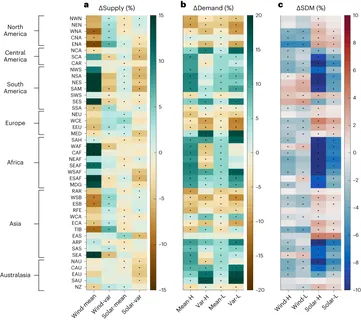 a ΔSupply (%)
b ΔDemand (%)
c ΔSDM (%)
North America
NWN
NEN
WNA
CNA
ENA
Central America
NCA
SCA
CAR
South America
NWS
NSA
NES
SAM
SWS
SES
SSA
Europe
NEU
WCE
EEU
MED
Africa
SAH
WAF
CAF
NEAF
SEAF
WSAF
ESAF
MDG
Asia
RAR
WSB
ESB
RFE
WCA
ECA
TIB
EAS
ARP
SAS
SEA
Australasia
NAU
CAU
EAU
SAU
NZ
15
10
5
0
−5
−10
−15
20
15
10
5
0
−5
−10
−15
−20
10
8
6
4
2
0
−2
−4
−6
−8
−10
Wind-mean
Wind-var
Solar-mean
Solar-var
Mean-H
Var-H
Mean-L
Var-L
Wind-H
Wind-L
Solar-H
Solar-L